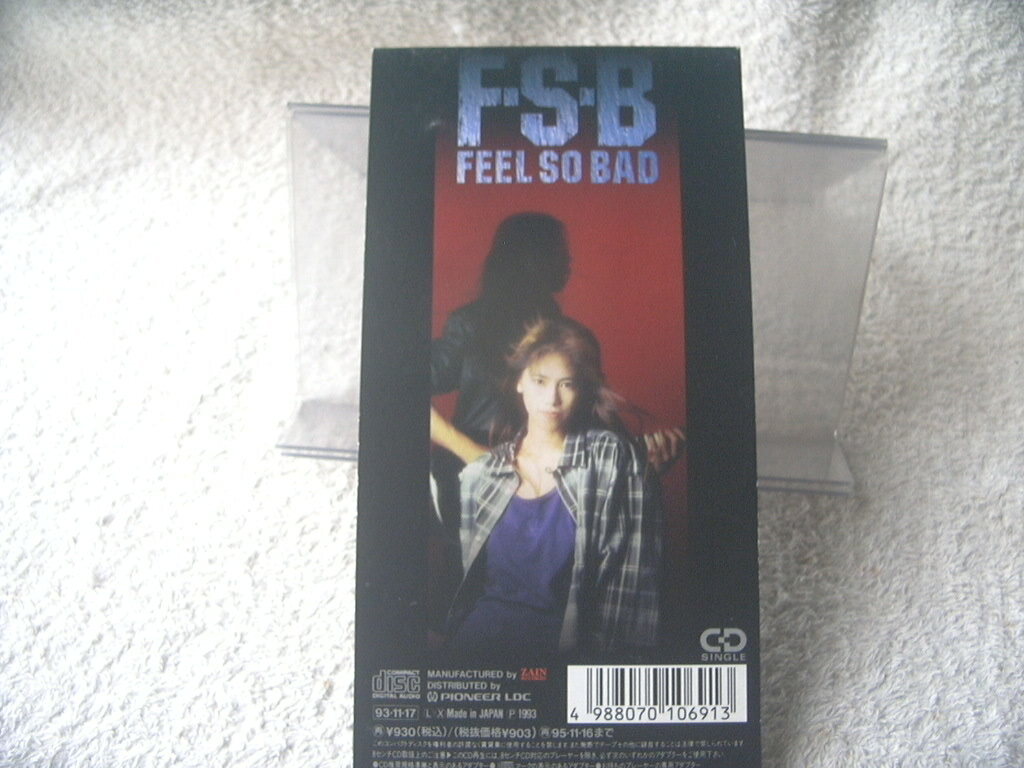 F·S·B
FEEL SO BAD
CD
SINGLE
COMPACT
disc
DIGITAL AUDIO
MANUFACTURED by ZAIN
DISTRIBUTED by
PIONEER LDC
93·11·17 L X Made in JAPAN P 1993
4 988070 106913
再 ¥930(税込)/(税抜価格¥903) 再 95·11·16まで